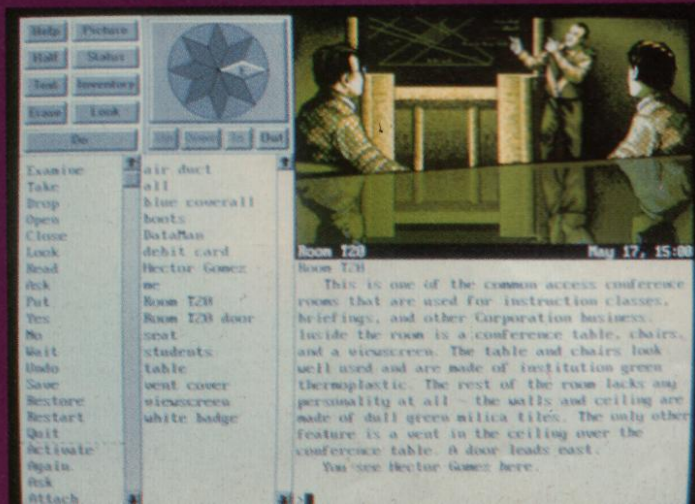 Help Picture
Half Status
Text Inventory
Erase Look
Do
E
Up Down In Out
Examine
Take
Drop
Open
Close
Look
Read
Ask
Put
Yes
No
Wait
Undo
Save
Restore
Restart
Quit
Activate
Again
Ask
Attach
air duct
all
blue coverall
boots
DataMan
debit card
Hector Gomez
me
Room T20
Room T20 door
seat
students
table
vent cover
viewscreen
white badge
Room T20 May 17, 15:00
Room T20
This is one of the common access conference
rooms that are used for instruction classes,
briefings, and other Corporation business.
Inside the room is a conference table, chairs,
and a viewscreen. The table and chairs look
well used and are made of institution green
thermoplastic. The rest of the room lacks any
personality at all - the walls and ceiling are
made of dull green milica tiles. The only other
feature is a vent in the ceiling over the
conference table. A door leads east.
You see Hector Gomez here.
>